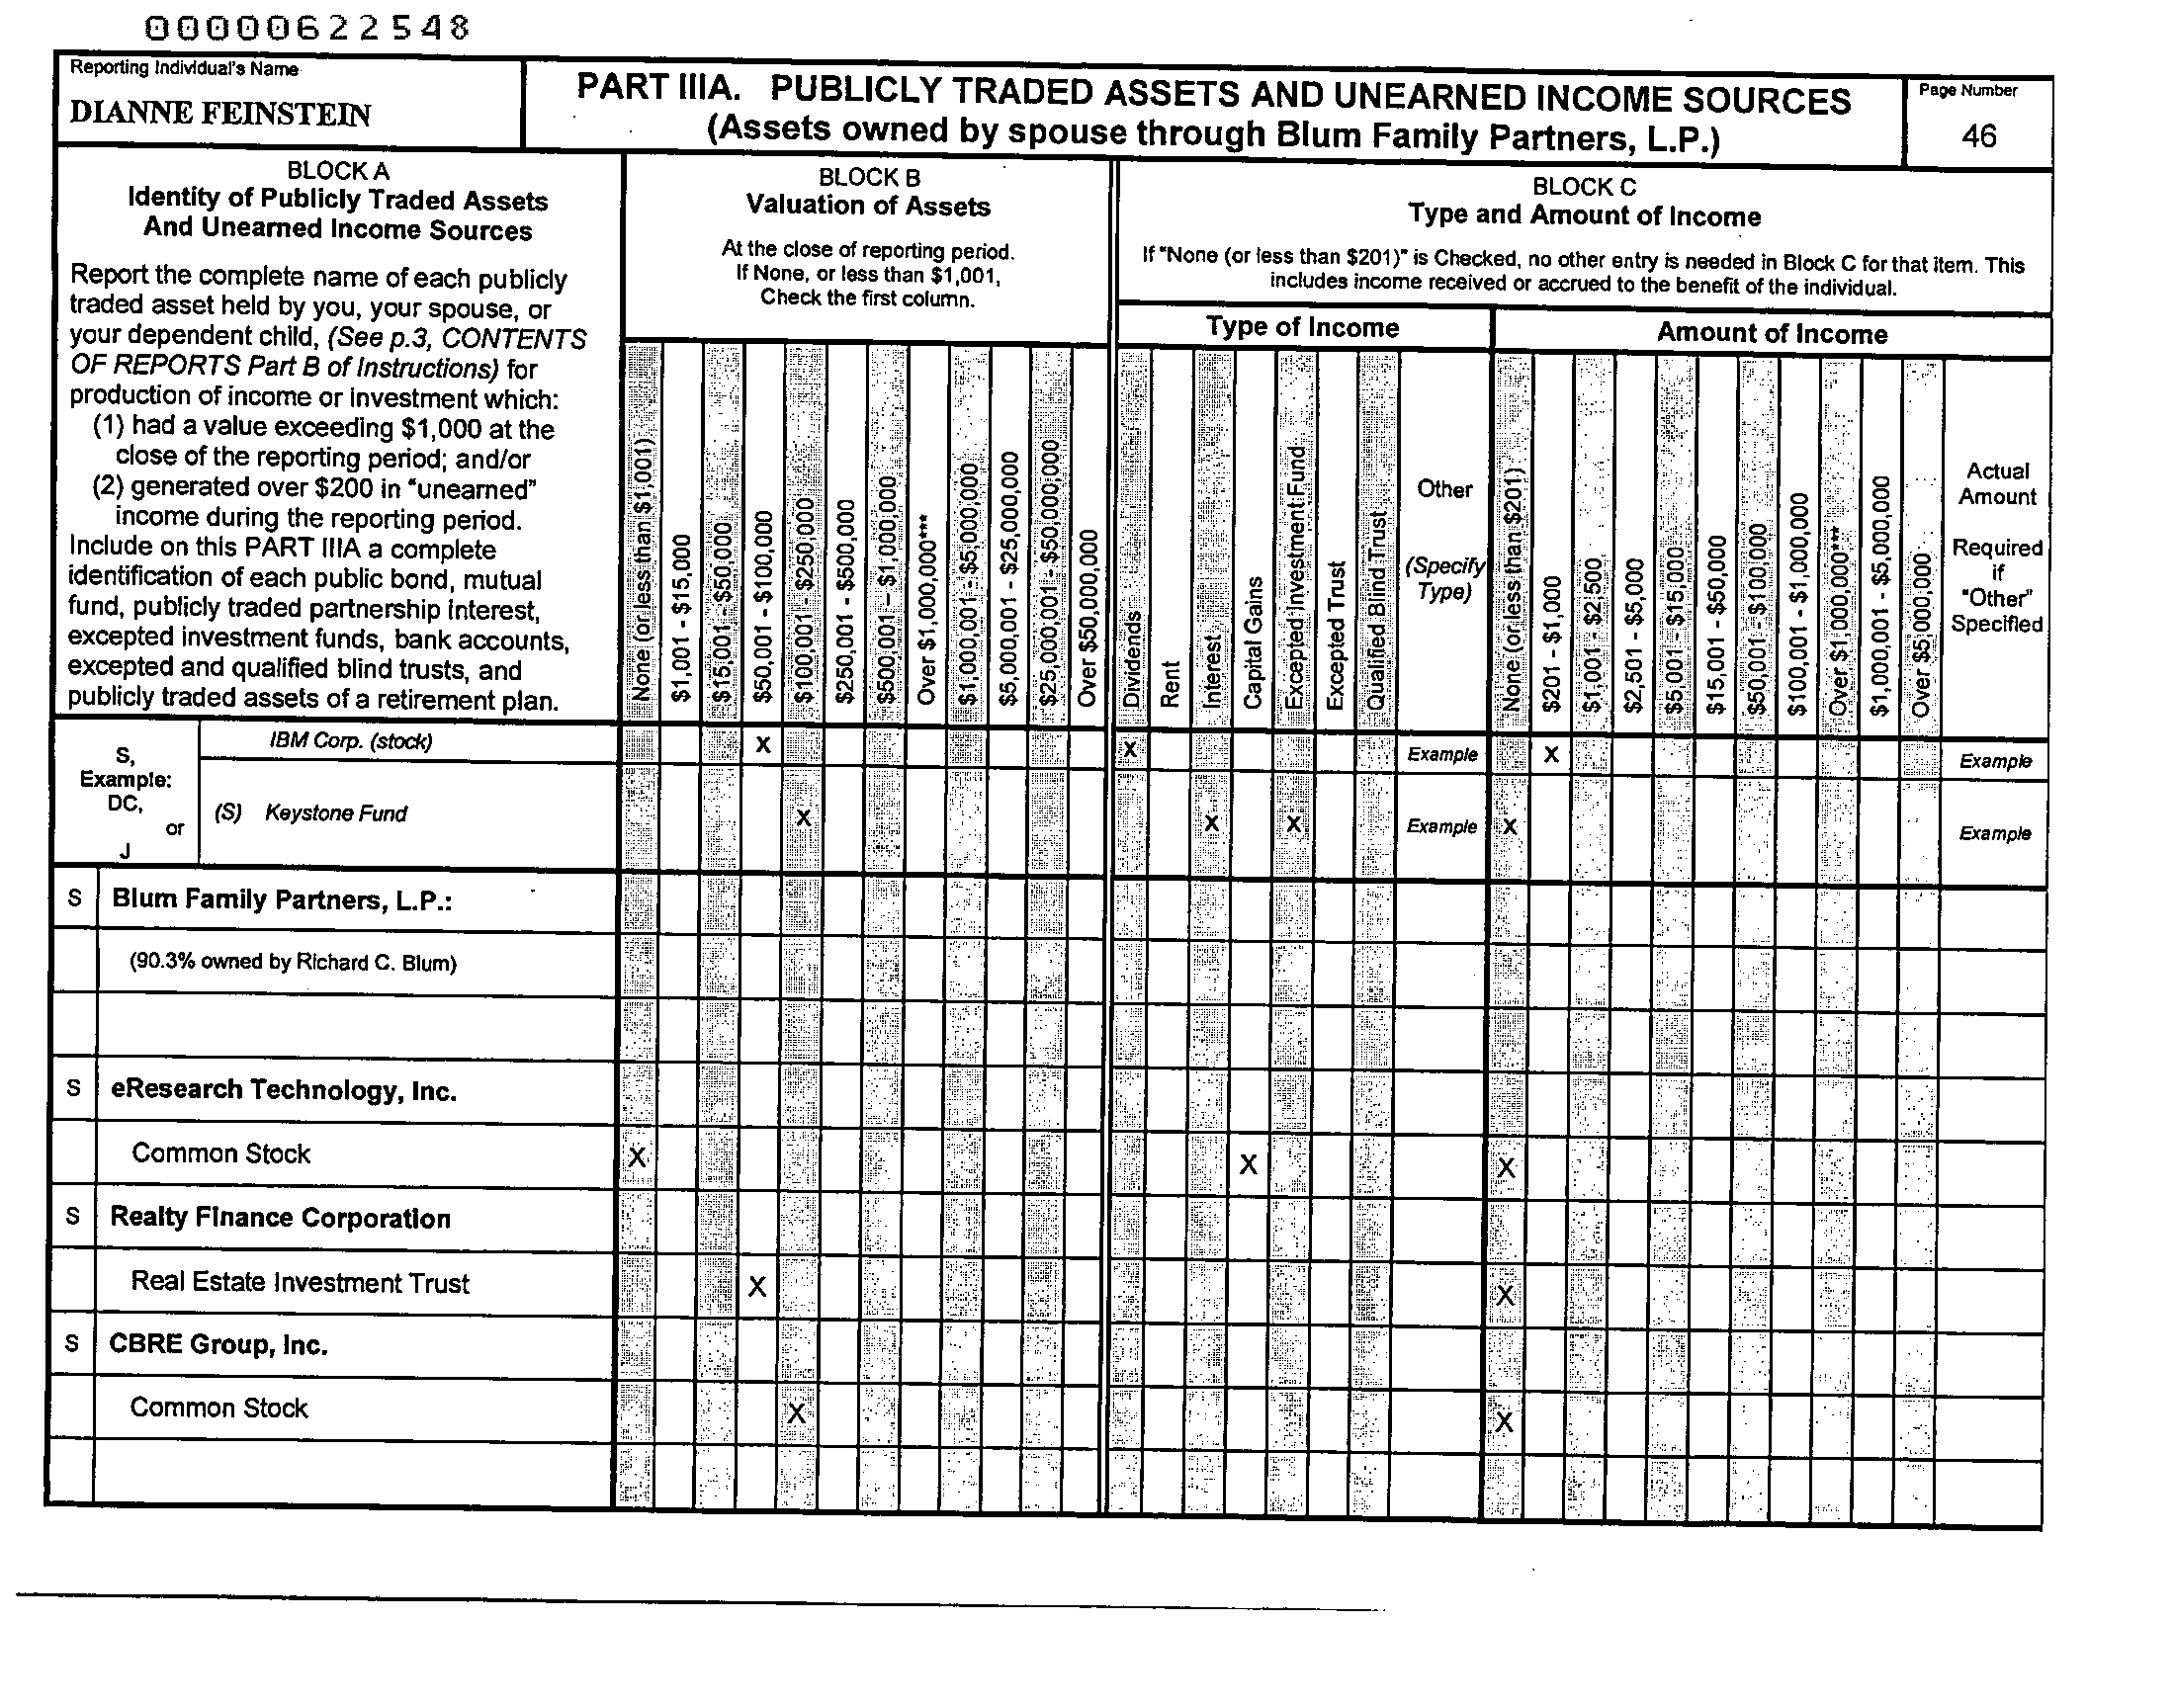 00000622548
Reporting Individual's Name
DIANNE FEINSTEIN
PART IIIA. PUBLICLY TRADED ASSETS AND UNEARNED INCOME SOURCES
(Assets owned by spouse through Blum Family Partners, L.P.)
Page Number
46
BLOCK A
Identity of Publicly Traded Assets
And Unearned Income Sources
Report the complete name of each publicly
traded asset held by you, your spouse, or
your dependent child, (See p.3, CONTENTS
OF REPORTS Part B of Instructions) for
production of income or investment which:
(1) had a value exceeding $1,000 at the
close of the reporting period; and/or
(2) generated over $200 in "unearned"
income during the reporting period.
Include on this PART IIIA a complete
identification of each public bond, mutual
fund, publicly traded partnership interest,
excepted investment funds, bank accounts,
excepted and qualified blind trusts, and
publicly traded assets of a retirement plan.
BLOCK B
Valuation of Assets
At the close of reporting period.
If None, or less than $1,001,
Check the first column.
None (or less than $1,001)
$1,001 - $15,000
$15,001 - $50,000
$50,001 - $100,000
$100,001 - $250,000
$250,001 - $500,000
$500,001 - $1,000,000
Over $1,000,000***
$1,000,001 - $5,000,000
$5,000,001 - $25,000,000
$25,000,001 - $50,000,000
Over $50,000,000
BLOCK C
Type and Amount of Income
If "None (or less than $201)" is Checked, no other entry is needed in Block C for that item. This
includes income received or accrued to the benefit of the individual.
Type of Income
Dividends
Rent
Interest
Capital Gains
Excepted Investment Fund
Excepted Trust
Qualified Blind Trust
Other
(Specify
Type)
Amount of Income
None (or less than $201)
$201 - $1,000
$1,001 - $2,500
$2,501 - $5,000
$5,001 - $15,000
$15,001 - $50,000
$50,001 - $100,000
$100,001 - $1,000,000
Over $1,000,000***
$1,000,001 - $5,000,000
Over $5,000,000
Actual
Amount
Required
if
"Other"
Specified
S,
Example:
DC,
or
J
IBM Corp. (stock) X X Example X Example
(S) Keystone Fund X X X Example X Example
S Blum Family Partners, L.P.:
(90.3% owned by Richard C. Blum)
S eResearch Technology, Inc.
Common Stock X X X
S Realty Finance Corporation
Real Estate Investment Trust X X
S CBRE Group, Inc.
Common Stock X X